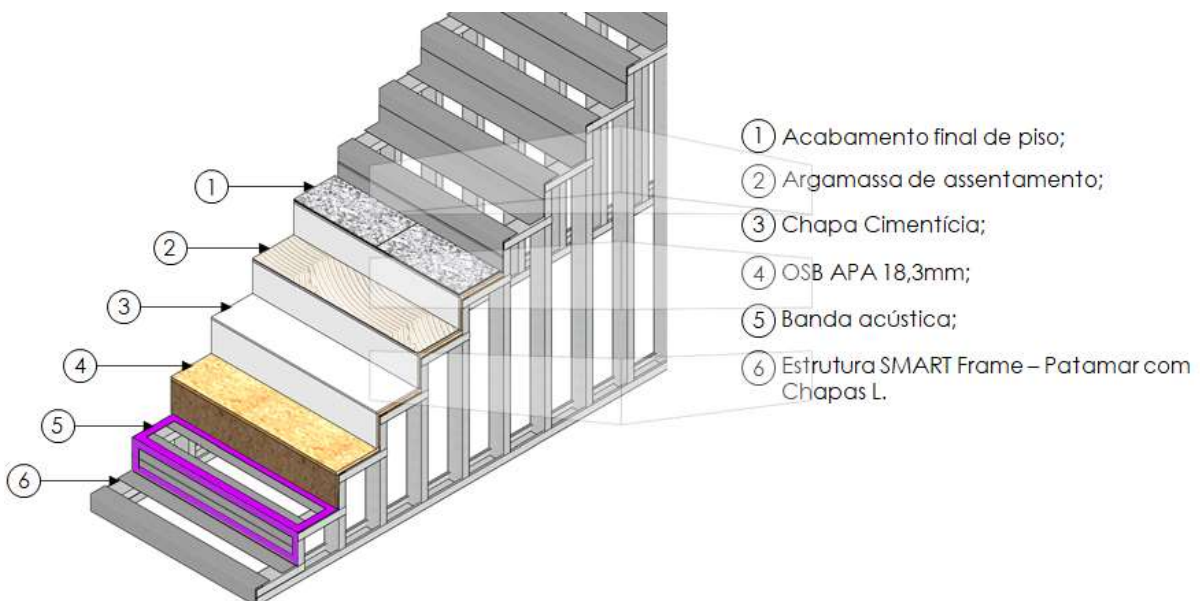 1 Acabamento final de piso;
2 Argamassa de assentamento;
3 Chapa Cimentícia;
4 OSB APA 18,3mm;
5 Banda acústica;
6 Estrutura SMART Frame – Patamar com
Chapas L.
1
2
3
4
5
6